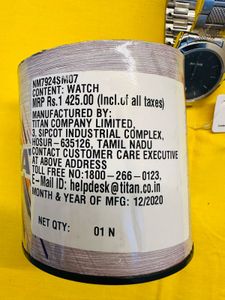 NM7924SM07
CONTENT: WATCH
MRP Rs.1 425.00 (Incl.of all taxes)
MANUFACTURED BY:
TITAN COMPANY LIMITED,
3, SIPCOT INDUSTRIAL COMPLEX,
HOSUR-635126, TAMIL NADU
CONTACT CUSTOMER CARE EXECUTIVE
AT ABOVE ADDRESS
TOLL FREE NO:1800-266-0123,
E-Mail ID: helpdesk@titan.co.in
MONTH & YEAR OF MFG: 12/2020
NET QTY: 01 N